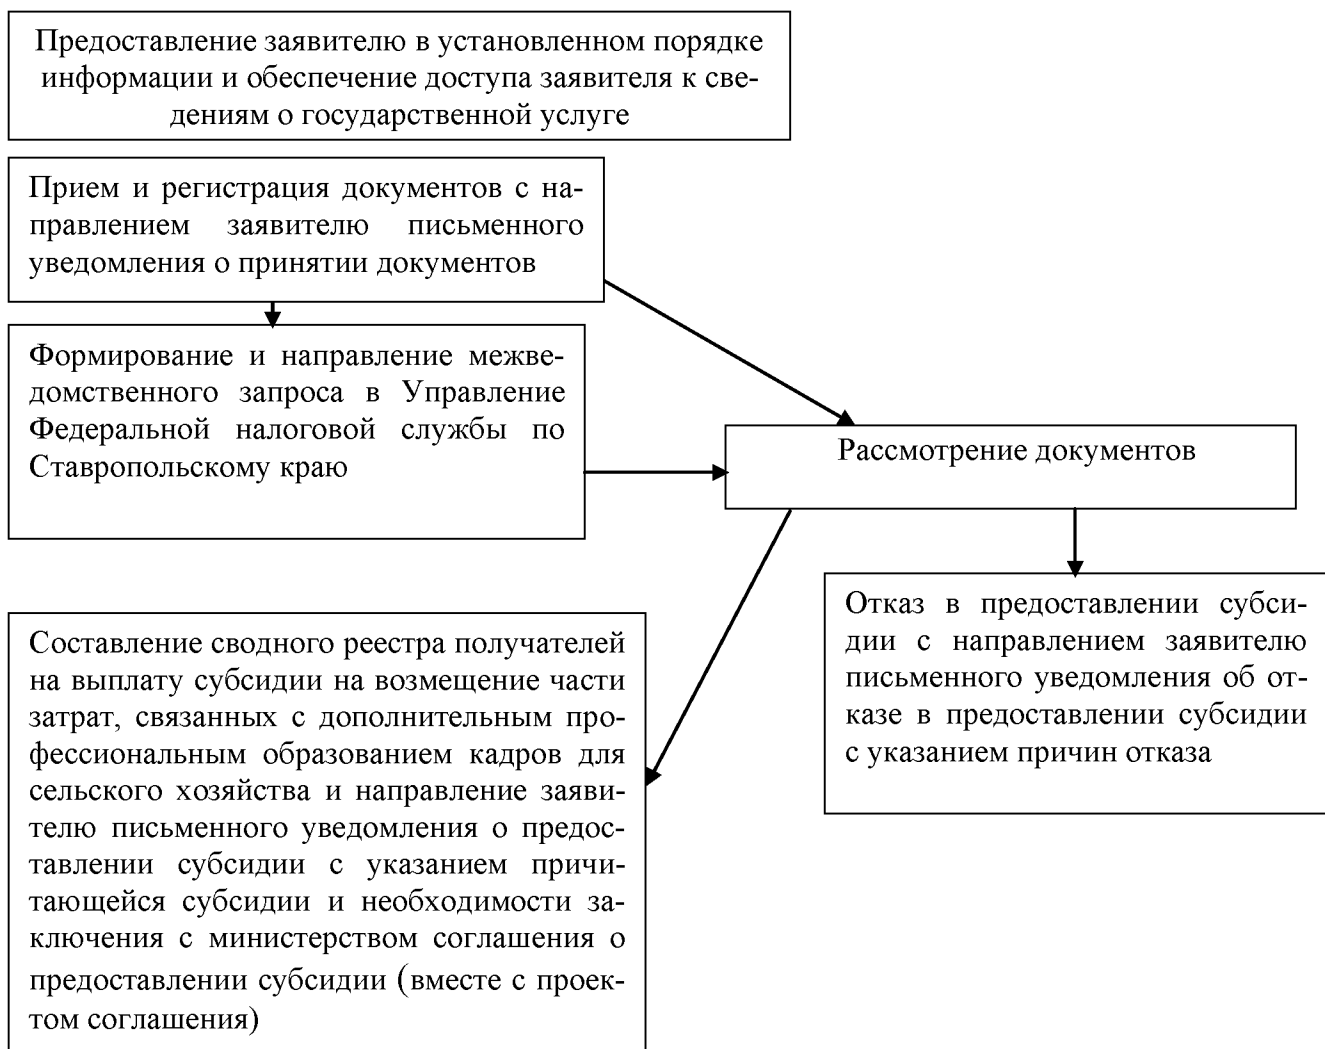 Предоставление заявителю в установленном порядке
информации и обеспечение доступа заявителя к све-
дениям о государственной услуге
Прием и регистрация документов с на-
правлением заявителю письменного
уведомления о принятии документов
Формирование и направление межве-
домственного запроса в Управление
Федеральной налоговой службы по
Ставропольскому краю
Рассмотрение документов
Отказ в предоставлении субси-
дии с направлением заявителю
письменного уведомления об от-
казе в предоставлении субсидии
с указанием причин отказа
Составление сводного реестра получателей
на выплату субсидии на возмещение части
затрат, связанных с дополнительным про-
фессиональным образованием кадров для
сельского хозяйства и направление заяви-
телю письменного уведомления о предос-
тавлении субсидии с указанием причи-
тающейся субсидии и необходимости за-
ключения с министерством соглашения о
предоставлении субсидии (вместе с проек-
том соглашения)